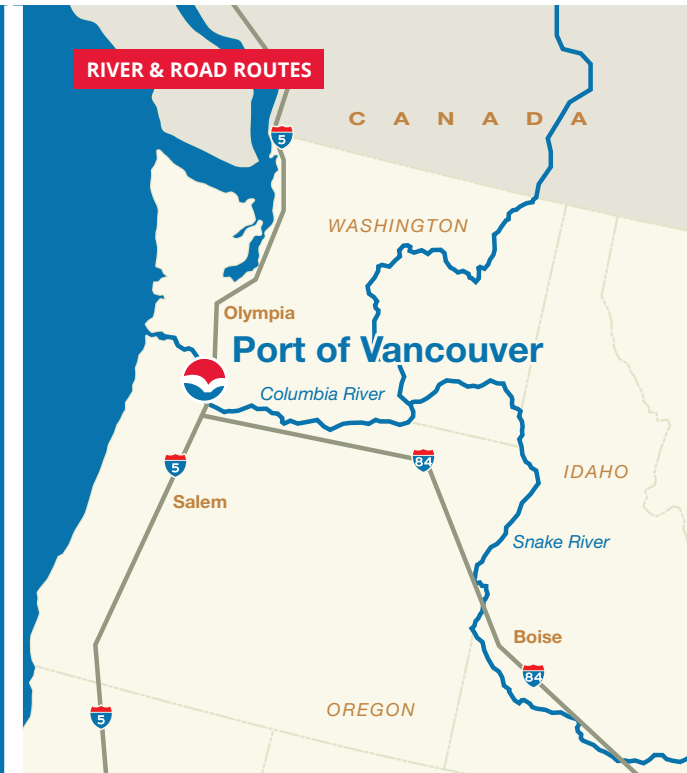 RIVER & ROAD ROUTES
CANADA
5
WASHINGTON
Olympia
Port of Vancouver
Columbia River
5
84
IDAHO
Salem
Snake River
Boise
84
OREGON
5